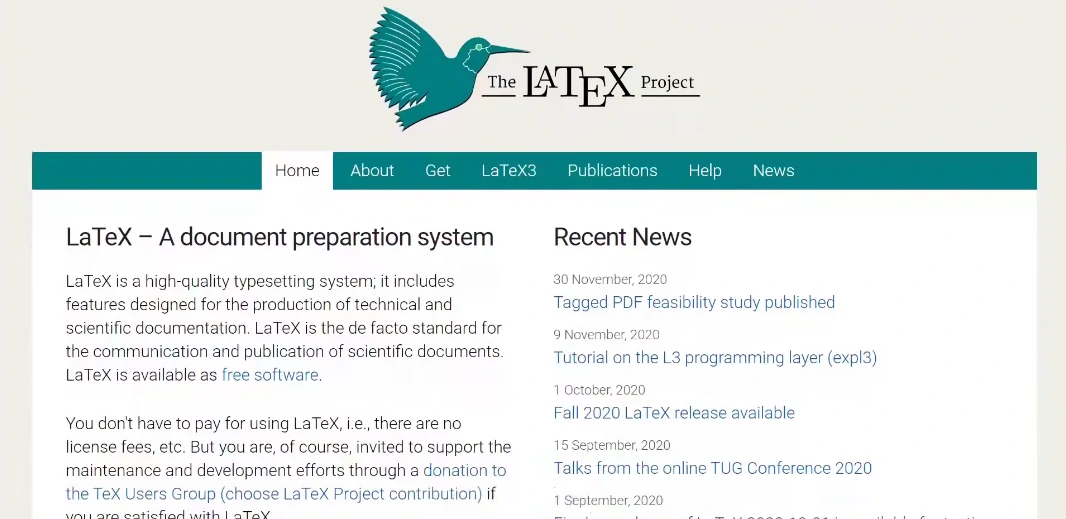 The LATEX Project
Home About Get LaTeX3 Publications Help News
LaTeX – A document preparation system
LaTeX is a high-quality typesetting system; it includes
features designed for the production of technical and
scientific documentation. LaTeX is the de facto standard for
the communication and publication of scientific documents.
LaTeX is available as free software.
You don't have to pay for using LaTeX, i.e., there are no
license fees, etc. But you are, of course, invited to support the
maintenance and development efforts through a donation to
the TeX Users Group (choose LaTeX Project contribution) if
you are satisfied with LaTeX.
Recent News
30 November, 2020
Tagged PDF feasibility study published
9 November, 2020
Tutorial on the L3 programming layer (expl3)
1 October, 2020
Fall 2020 LaTeX release available
15 September, 2020
Talks from the online TUG Conference 2020
1 September, 2020